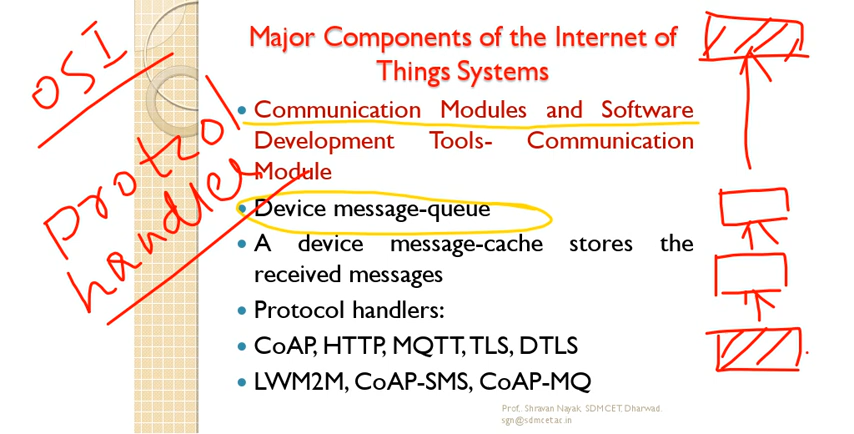 Major Components of the Internet of
Things Systems
• Communication Modules and Software
Development Tools- Communication
Module
• Device message-queue
• A device message-cache stores the
received messages
• Protocol handlers:
• CoAP, HTTP, MQTT, TLS, DTLS
• LWM2M, CoAP-SMS, CoAP-MQ
Prof. Shravan Nayak, SDMCET, Dharwad.
sgn@sdmcet.ac.in
OSI
Protzol
handler